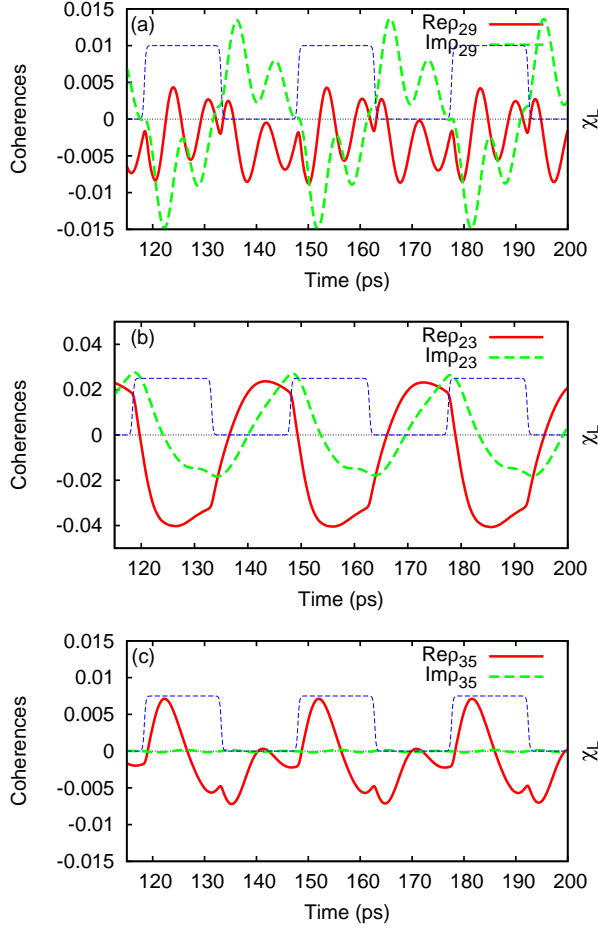 (a)
Reρ29
Imρ29
0.015
0.01
0.005
0
-0.005
-0.01
-0.015
Coherences
χL
120 130 140 150 160 170 180 190 200
Time (ps)
(b)
Reρ23
Imρ23
0.04
0.02
0
-0.02
-0.04
Coherences
χL
120 130 140 150 160 170 180 190 200
Time (ps)
(c)
Reρ35
Imρ35
0.015
0.01
0.005
0
-0.005
-0.01
-0.015
Coherences
χL
120 130 140 150 160 170 180 190 200
Time (ps)